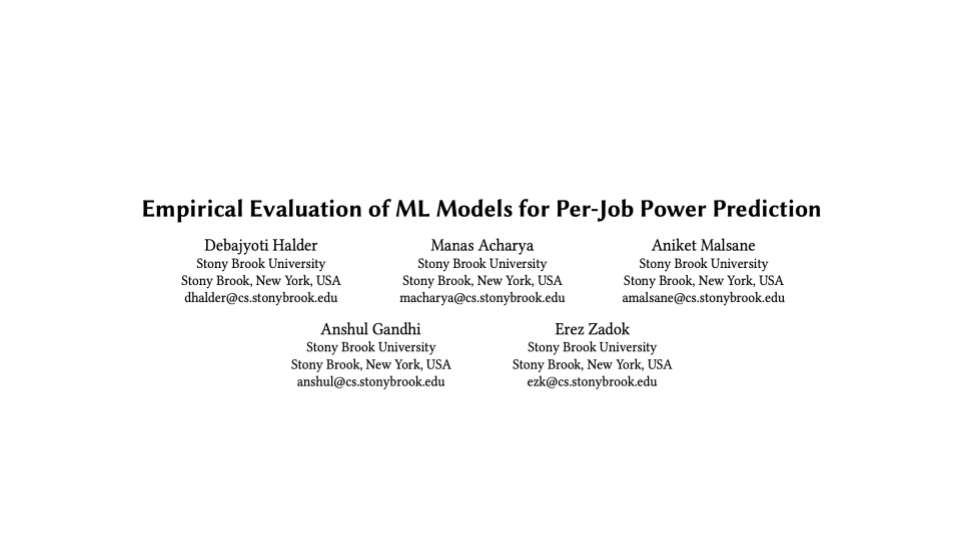 Empirical Evaluation of ML Models for Per-Job Power Prediction
Debajyoti Halder
Stony Brook University
Stony Brook, New York, USA
dhalder@cs.stonybrook.edu
Manas Acharya
Stony Brook University
Stony Brook, New York, USA
macharya@cs.stonybrook.edu
Aniket Malsane
Stony Brook University
Stony Brook, New York, USA
amalsane@cs.stonybrook.edu
Anshul Gandhi
Stony Brook University
Stony Brook, New York, USA
anshul@cs.stonybrook.edu
Erez Zadok
Stony Brook University
Stony Brook, New York, USA
ezk@cs.stonybrook.edu